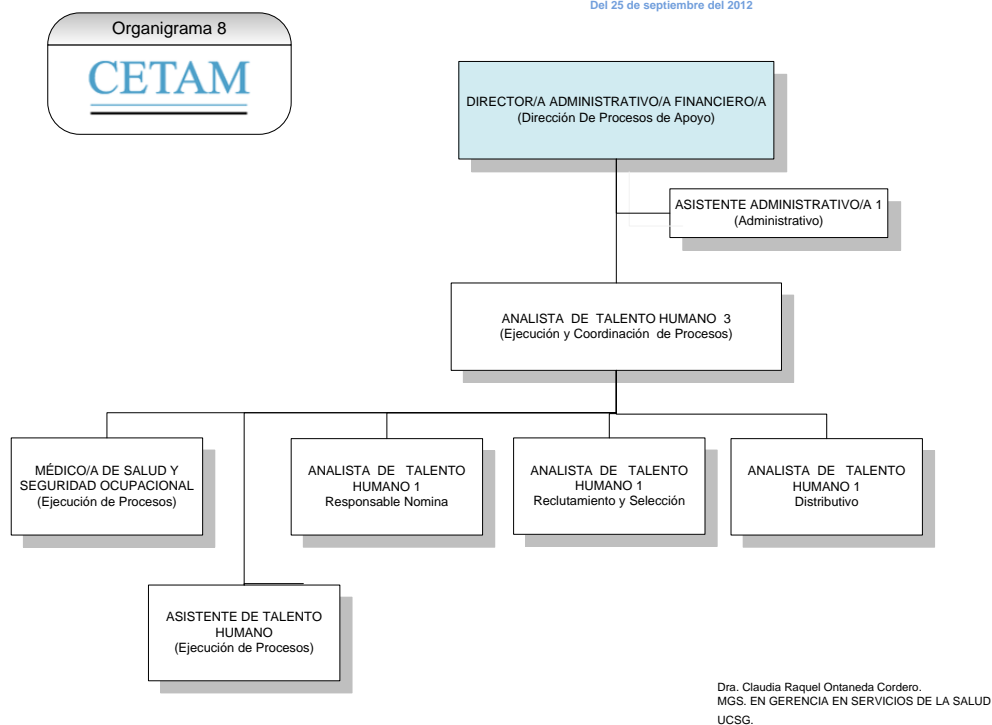 Del 25 de septiembre del 2012
Organigrama 8
CETAM
DIRECTOR/A ADMINISTRATIVO/A FINANCIERO/A
(Dirección De Procesos de Apoyo)
ASISTENTE ADMINISTRATIVO/A 1
(Administrativo)
ANALISTA DE TALENTO HUMANO 3
(Ejecución y Coordinación de Procesos)
MÉDICO/A DE SALUD Y
SEGURIDAD OCUPACIONAL
(Ejecución de Procesos)
ANALISTA DE TALENTO
HUMANO 1
Responsable Nomina
ANALISTA DE TALENTO
HUMANO 1
Reclutamiento y Selección
ANALISTA DE TALENTO
HUMANO 1
Distributivo
ASISTENTE DE TALENTO
HUMANO
(Ejecución de Procesos)
Dra. Claudia Raquel Ontaneda Cordero.
MGS. EN GERENCIA EN SERVICIOS DE LA SALUD
UCSG.